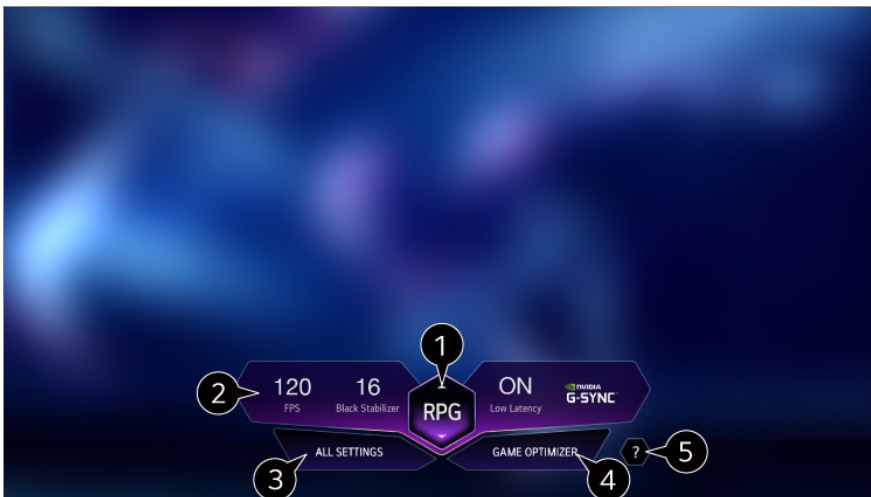 1
2
120
FPS
16
Black Stabilizer
RPG
ON
Low Latency
NVIDIA
G-SYNC
3
ALL SETTINGS
GAME OPTIMIZER
4
?
5